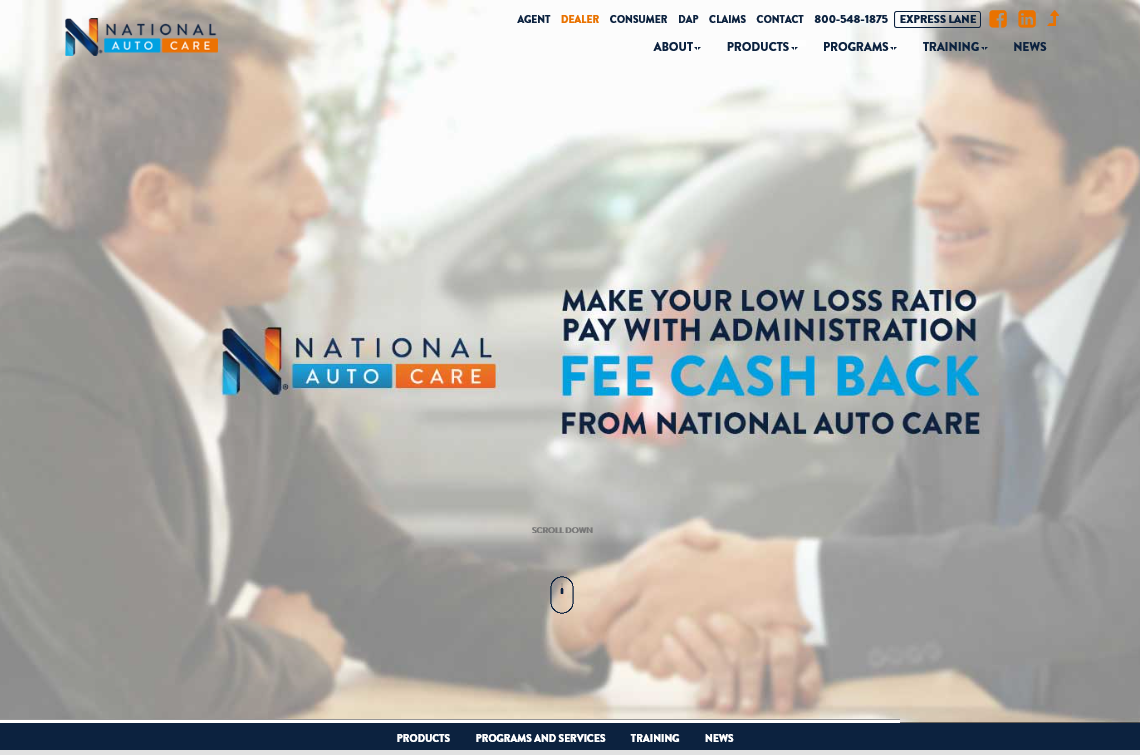 NATIONAL
AUTO CARE
AGENT DEALER CONSUMER DAP CLAIMS CONTACT 800-548-1875 EXPRESS LANE
ABOUT PRODUCTS PROGRAMS TRAINING NEWS
NATIONAL
AUTO CARE
MAKE YOUR LOW LOSS RATIO
PAY WITH ADMINISTRATION
FEE CASH BACK
FROM NATIONAL AUTO CARE
SCROLL DOWN
PRODUCTS PROGRAMS AND SERVICES TRAINING NEWS